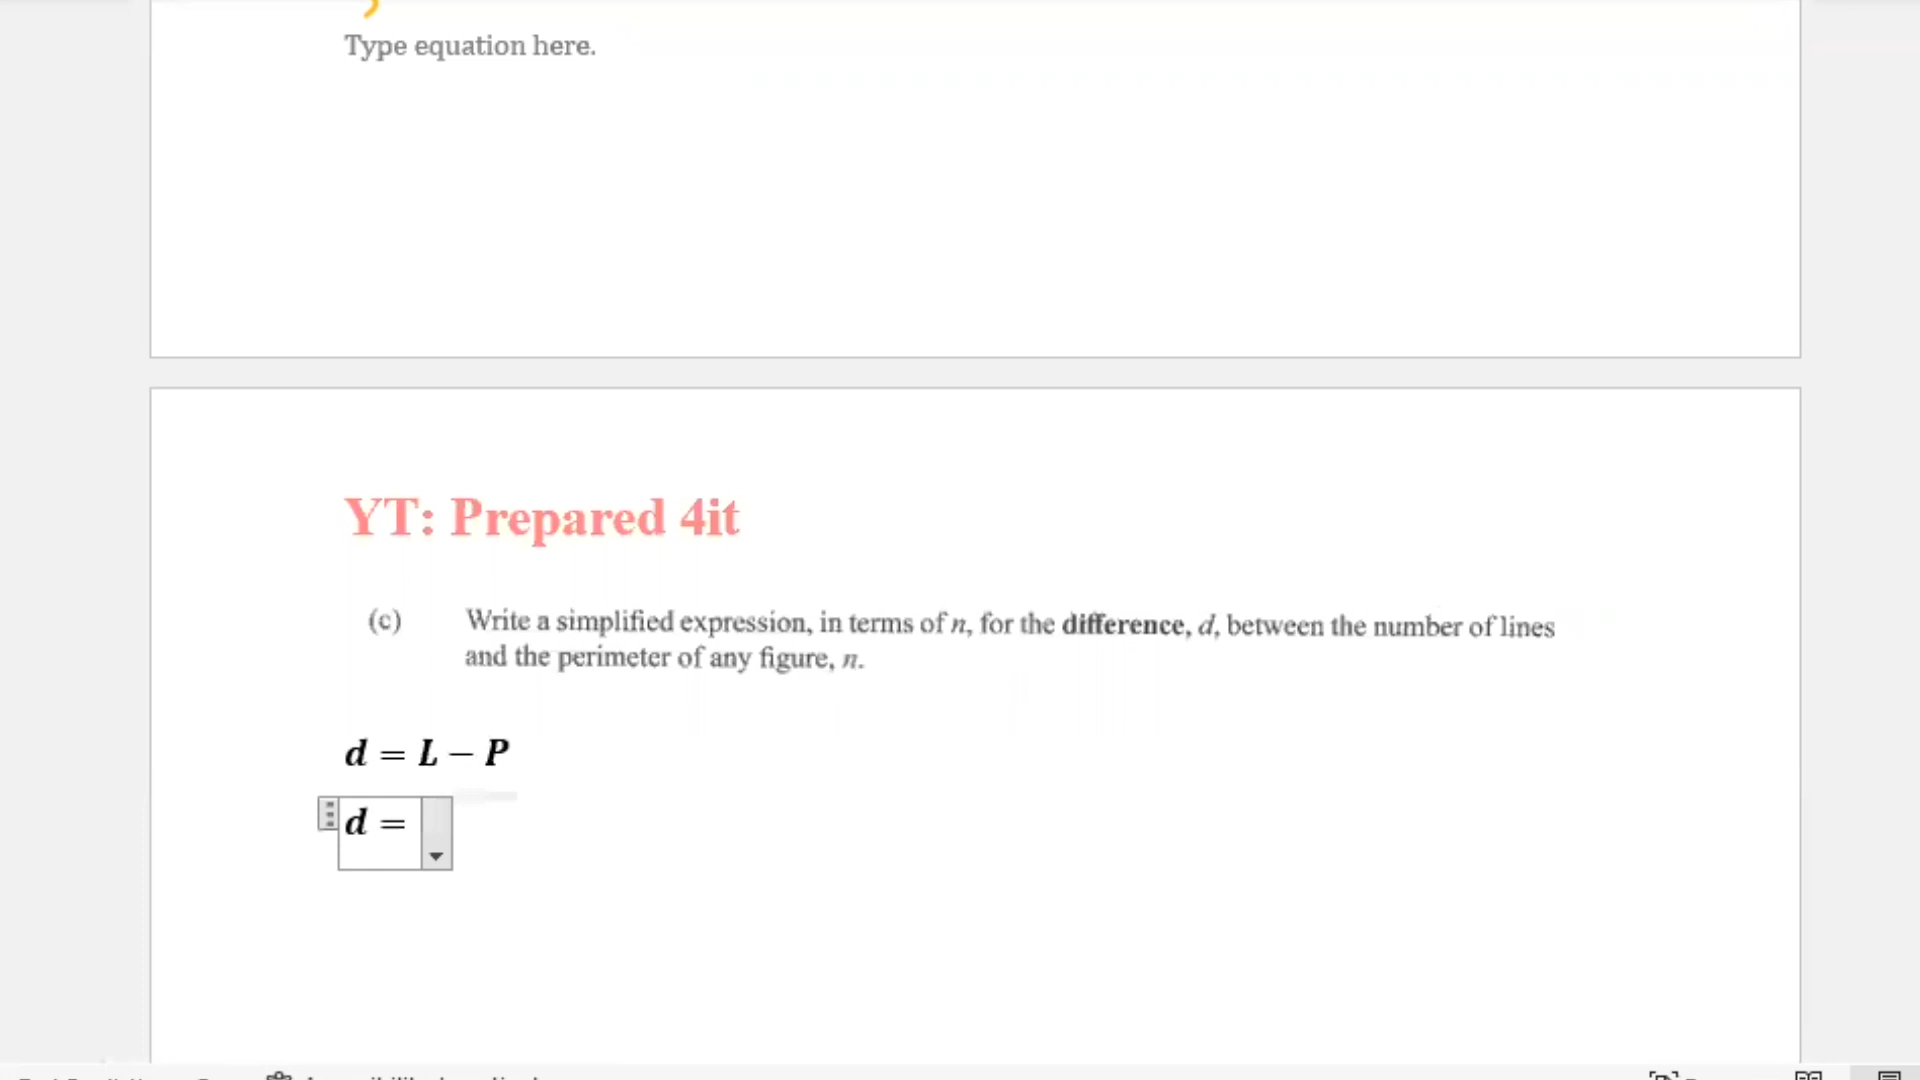 Type equation here.
YT: Prepared 4it
(c) Write a simplified expression, in terms of n, for the difference, d, between the number of lines
and the perimeter of any figure, n.
d = L − P
d =